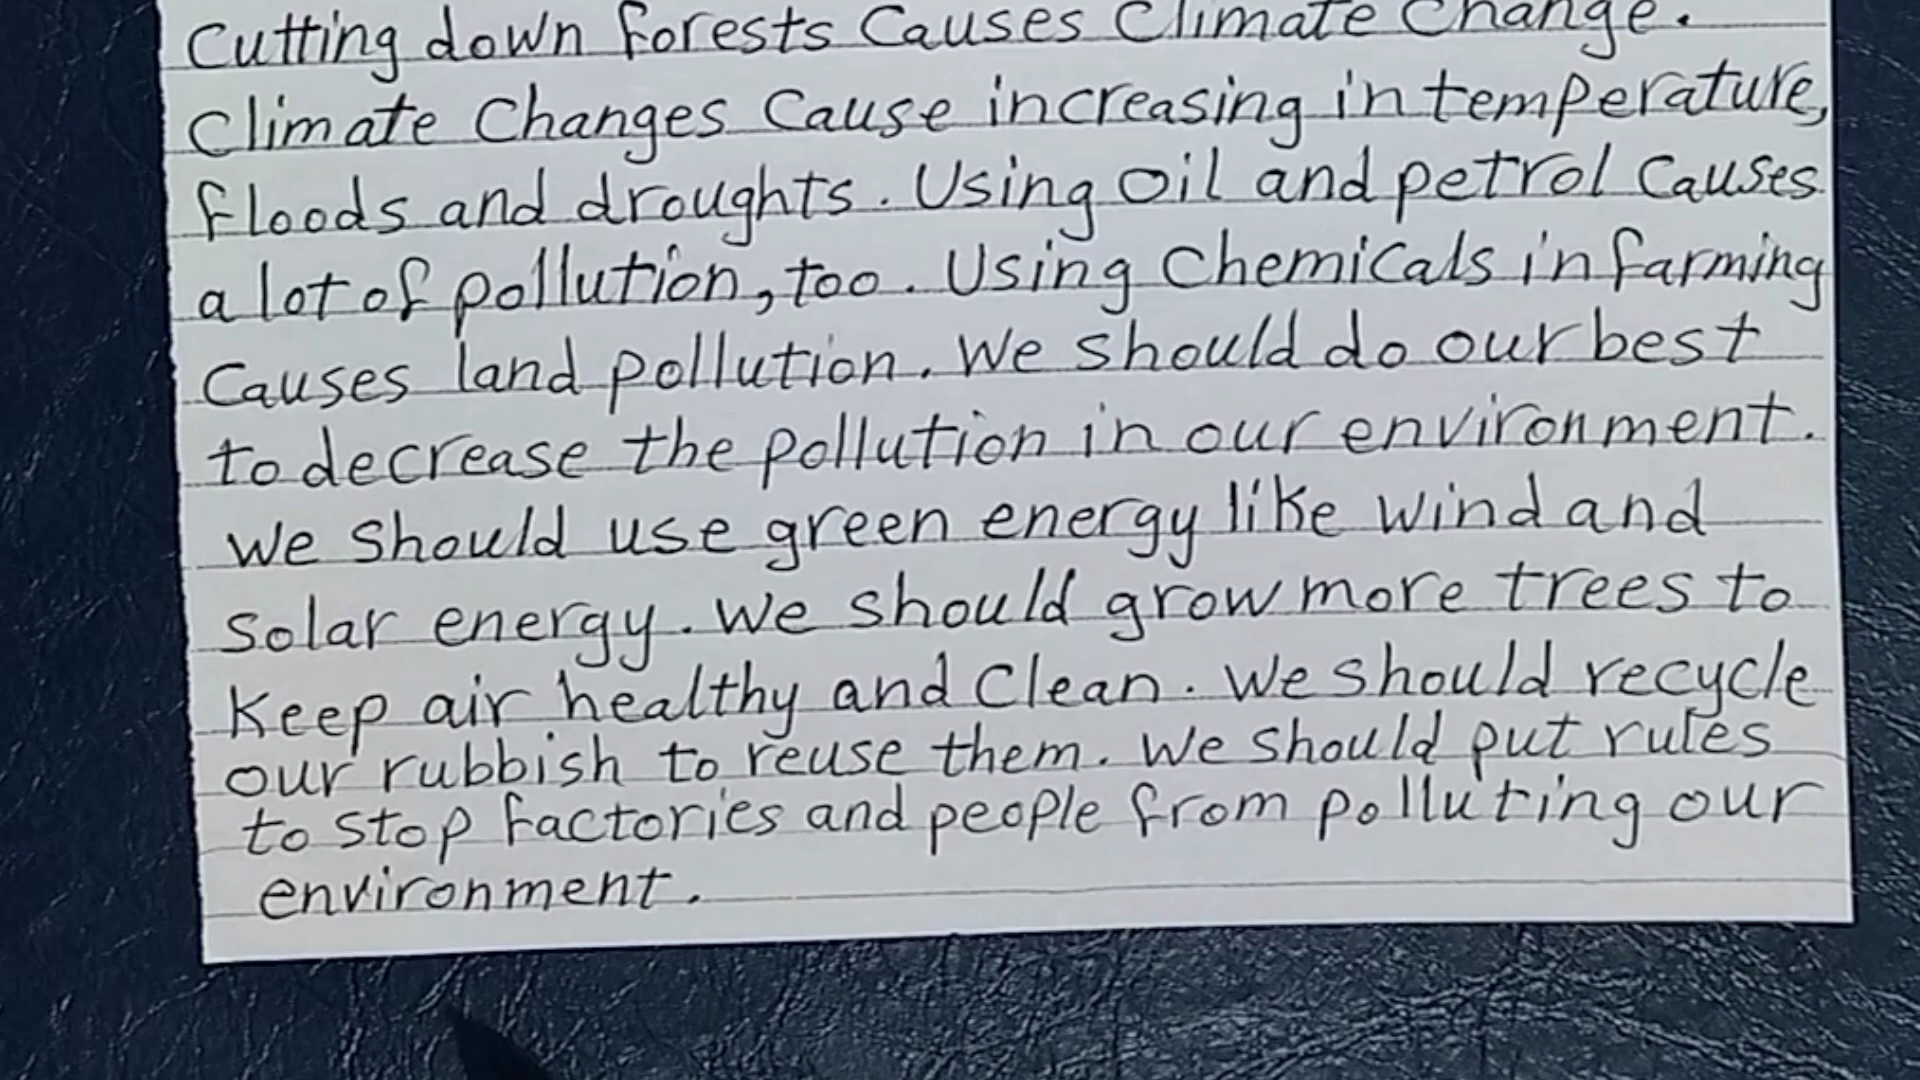 Cutting down forests Causes Climate Change.
Climate Changes Cause increasing in temperature,
floods and droughts. Using oil and petrol Causes
a lot of pollution, too. Using Chemicals in farming
Causes land pollution. We should do our best
to decrease the pollution in our environment.
We should use green energy like wind and
Solar energy. We should grow more trees to
Keep air healthy and Clean. We should recycle
our rubbish to reuse them. We should put rules
to stop factories and people from polluting our
environment.